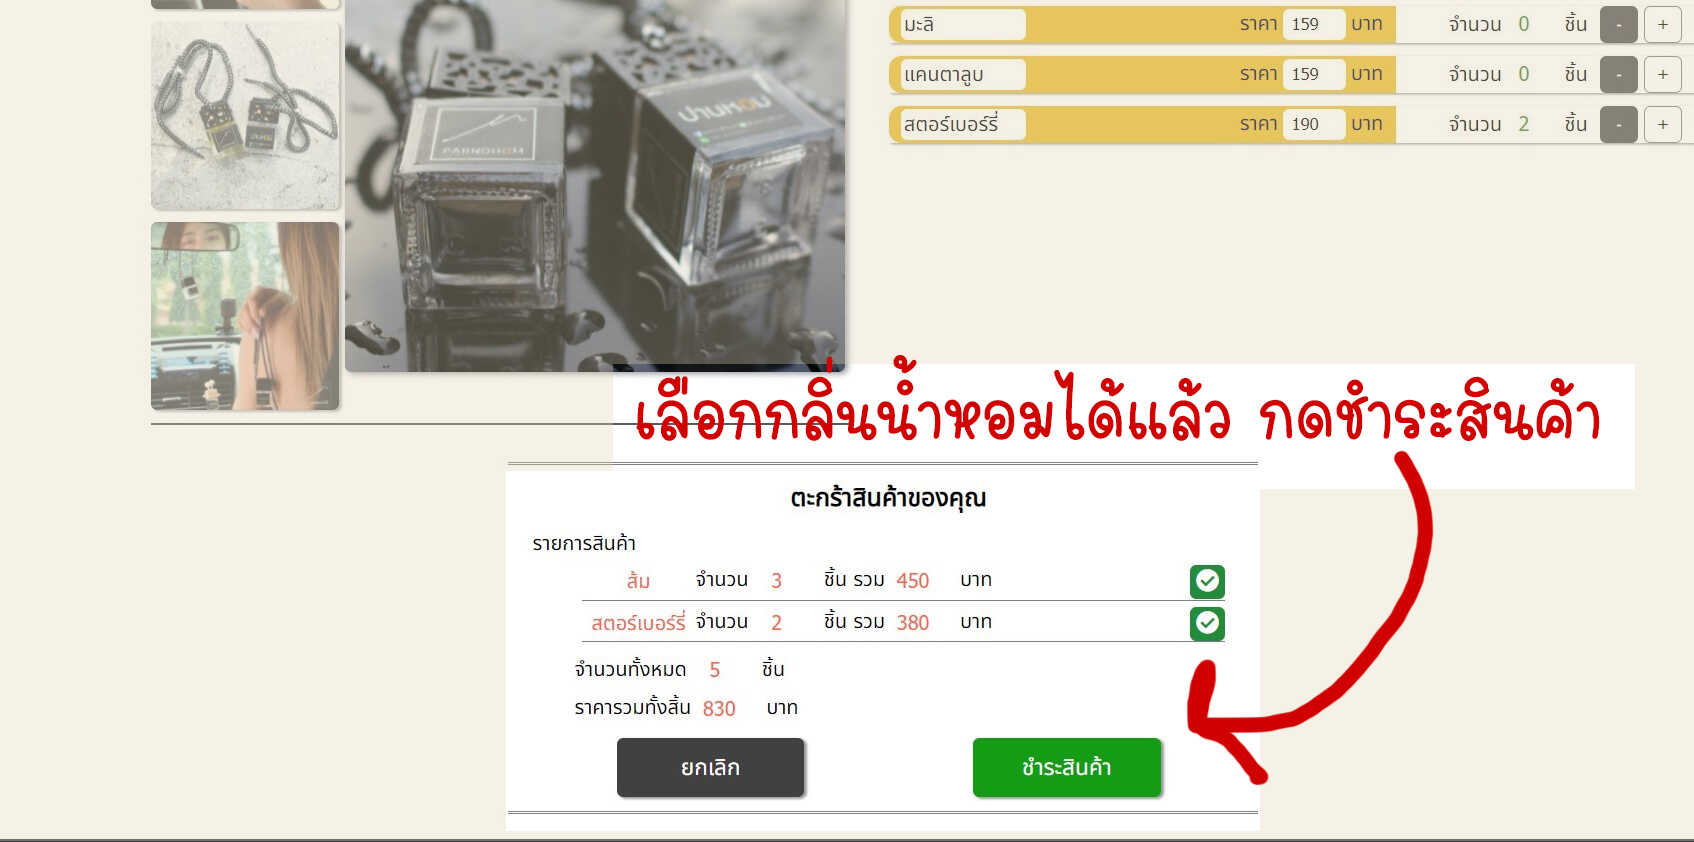 มะลิ ราคา 159 บาท จำนวน 0 ชิ้น - +
แคนตาลูบ ราคา 159 บาท จำนวน 0 ชิ้น - +
สตอร์เบอร์รี่ ราคา 190 บาท จำนวน 2 ชิ้น - +
PARNDHOM
ปานหอม
เลือกกลิ่นน้ำหอมได้แล้ว กดชำระสินค้า
ตะกร้าสินค้าของคุณ
รายการสินค้า
ส้ม จำนวน 3 ชิ้น รวม 450 บาท
สตอร์เบอร์รี่ จำนวน 2 ชิ้น รวม 380 บาท
จำนวนทั้งหมด 5 ชิ้น
ราคารวมทั้งสิ้น 830 บาท
ยกเลิก ชำระสินค้า